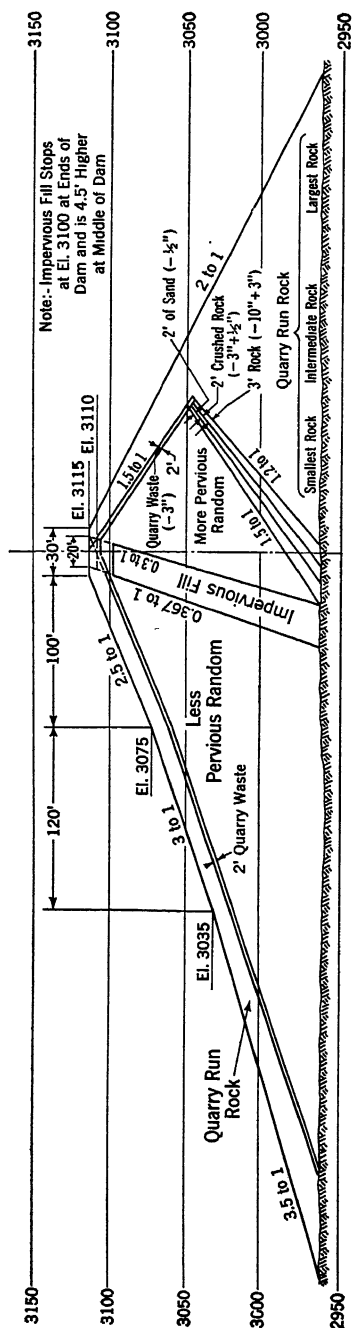 3150
3100
3050
3000
2950
Note:- Impervious Fill Stops
at El. 3100 at Ends of
Dam and is 4.5' Higher
at Middle of Dam
120'
100'
30'
20'
El. 3115
El. 3110
El. 3075
El. 3035
2.5 to 1
3 to 1
3.5 to 1
2 to 1
1.5 to 1
2'
Quarry Waste
(−3")
2' of Sand (−½")
2' Crushed Rock
(−3"+½")
3' Rock (−10"+3")
0.3 to 1
Impervious Fill
0.367 to 1
More Pervious
Random
1.5 to 1
1.2 to 1
Less
Pervious Random
2' Quarry Waste
Quarry Run
Rock
Quarry Run Rock
Smallest Rock
Intermediate Rock
Largest Rock
3150
3100
3050
3000
2950